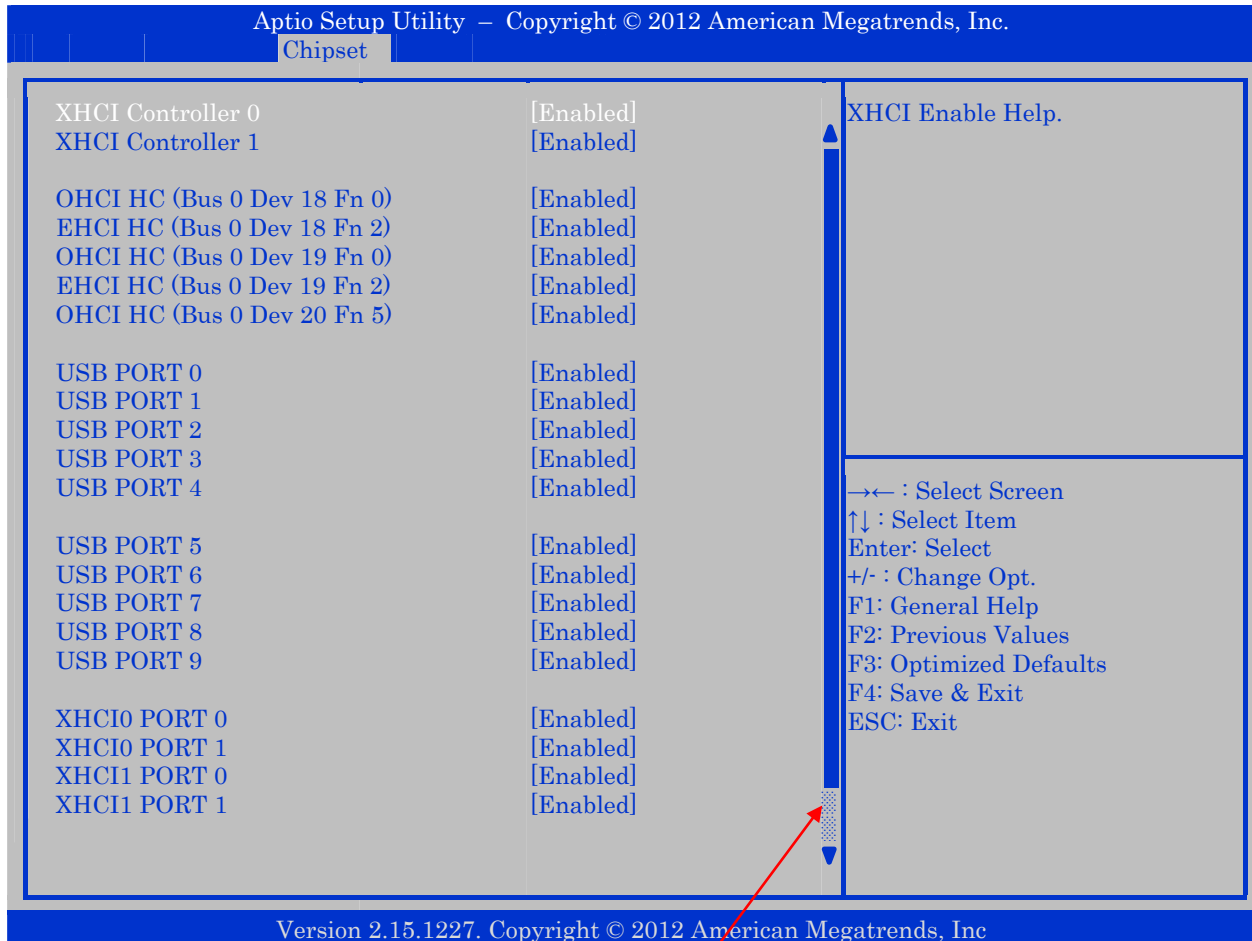 Aptio Setup Utility – Copyright © 2012 American Megatrends, Inc.
Chipset
XHCI Controller 0 [Enabled]
XHCI Controller 1 [Enabled]
OHCI HC (Bus 0 Dev 18 Fn 0) [Enabled]
EHCI HC (Bus 0 Dev 18 Fn 2) [Enabled]
OHCI HC (Bus 0 Dev 19 Fn 0) [Enabled]
EHCI HC (Bus 0 Dev 19 Fn 2) [Enabled]
OHCI HC (Bus 0 Dev 20 Fn 5) [Enabled]
USB PORT 0 [Enabled]
USB PORT 1 [Enabled]
USB PORT 2 [Enabled]
USB PORT 3 [Enabled]
USB PORT 4 [Enabled]
USB PORT 5 [Enabled]
USB PORT 6 [Enabled]
USB PORT 7 [Enabled]
USB PORT 8 [Enabled]
USB PORT 9 [Enabled]
XHCI0 PORT 0 [Enabled]
XHCI0 PORT 1 [Enabled]
XHCI1 PORT 0 [Enabled]
XHCI1 PORT 1 [Enabled]
XHCI Enable Help.
→← : Select Screen
↑↓ : Select Item
Enter: Select
+/- : Change Opt.
F1: General Help
F2: Previous Values
F3: Optimized Defaults
F4: Save & Exit
ESC: Exit
Version 2.15.1227. Copyright © 2012 American Megatrends, Inc